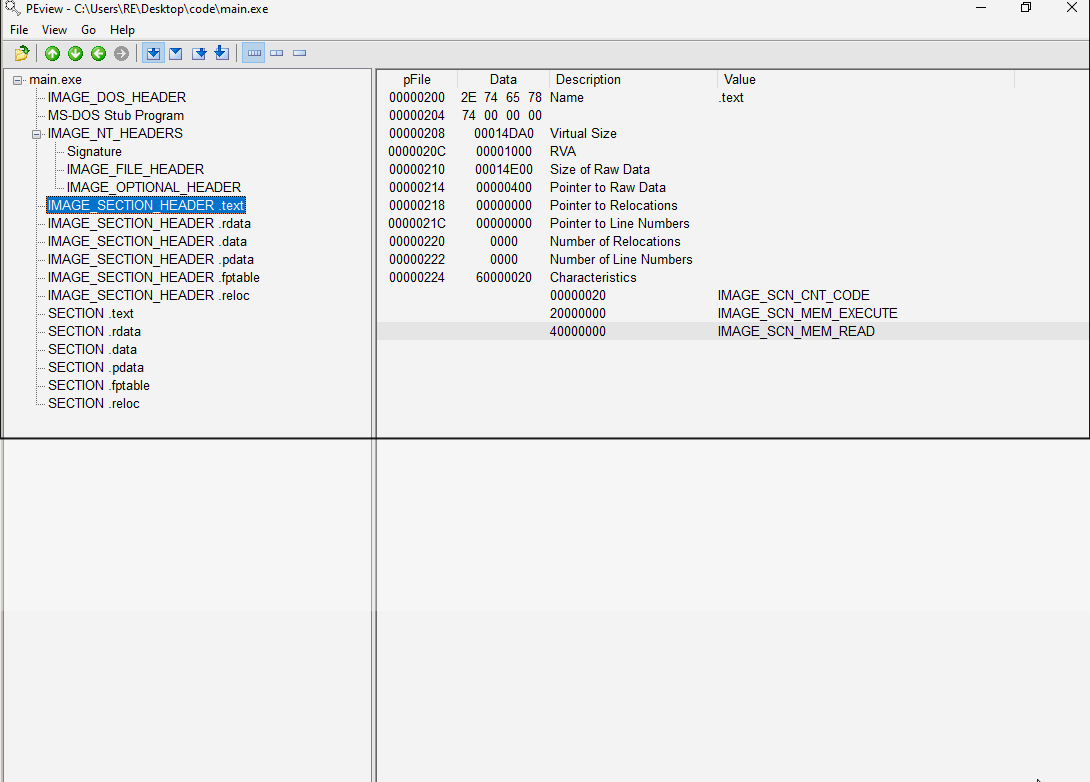 PEview - C:\Users\RE\Desktop\code\main.exe
File View Go Help
main.exe
IMAGE_DOS_HEADER
MS-DOS Stub Program
IMAGE_NT_HEADERS
Signature
IMAGE_FILE_HEADER
IMAGE_OPTIONAL_HEADER
IMAGE_SECTION_HEADER .text
IMAGE_SECTION_HEADER .rdata
IMAGE_SECTION_HEADER .data
IMAGE_SECTION_HEADER .pdata
IMAGE_SECTION_HEADER .fptable
IMAGE_SECTION_HEADER .reloc
SECTION .text
SECTION .rdata
SECTION .data
SECTION .pdata
SECTION .fptable
SECTION .reloc
pFile Data Description Value
00000200 2E 74 65 78 Name .text
00000204 74 00 00 00
00000208 00014DA0 Virtual Size
0000020C 00001000 RVA
00000210 00014E00 Size of Raw Data
00000214 00000400 Pointer to Raw Data
00000218 00000000 Pointer to Relocations
0000021C 00000000 Pointer to Line Numbers
00000220 0000 Number of Relocations
00000222 0000 Number of Line Numbers
00000224 60000020 Characteristics
00000020 IMAGE_SCN_CNT_CODE
20000000 IMAGE_SCN_MEM_EXECUTE
40000000 IMAGE_SCN_MEM_READ